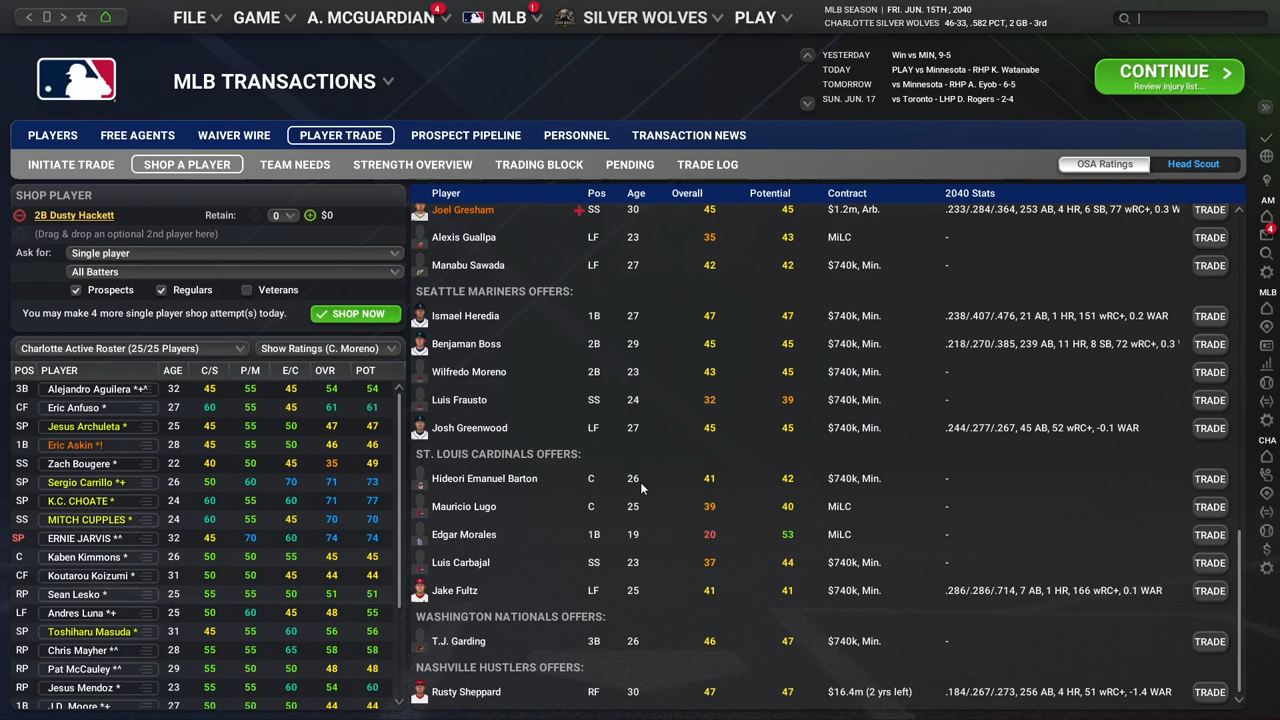 FILE GAME A. MCGUARDIAN 4 MLB 1 SILVER WOLVES PLAY
MLB SEASON | FRI. JUN. 15TH, 2040
CHARLOTTE SILVER WOLVES 46-33, .582 PCT, 2 GB - 3rd
MLB TRANSACTIONS
YESTERDAY Win vs MIN, 9-5
TODAY PLAY vs Minnesota - RHP K. Watanabe
TOMORROW vs Minnesota - RHP A. Eyob - 6-5
SUN. JUN. 17 vs Toronto - LHP D. Rogers - 2-4
CONTINUE
Review injury list...
PLAYERS FREE AGENTS WAIVER WIRE PLAYER TRADE PROSPECT PIPELINE PERSONNEL TRANSACTION NEWS
INITIATE TRADE SHOP A PLAYER TEAM NEEDS STRENGTH OVERVIEW TRADING BLOCK PENDING TRADE LOG OSA Ratings Head Scout
SHOP PLAYER
2B Dusty Hackett Retain: 0 $0
(Drag & drop an optional 2nd player here)
Ask for: Single player
All Batters
Prospects Regulars Veterans
You may make 4 more single player shop attempt(s) today. SHOP NOW
Charlotte Active Roster (25/25 Players) Show Ratings (C. Moreno)
POS PLAYER AGE C/S P/M E/C OVR POT
3B Alejandro Aguilera *+^ 32 45 55 45 54 54
CF Eric Anfuso * 27 60 55 45 61 61
SP Jesus Archuleta * 27 55 55 45 47 47
1B Eric Askin *! 28 45 55 45 46 46
SS Zach Bougere * 22 40 50 45 35 49
SP Sergio Carrillo *+ 26 50 60 70 71 73
SP K.C. CHOATE * 24 55 60 60 71 77
SS MITCH CUPPLES * 24 60 55 45 70 70
SP ERNIE JARVIS *^ 32 45 70 60 74 74
C Kaben Kimmons * 26 50 50 55 45 45
CF Koutarou Koizumi * 31 50 50 45 44 44
RP Sean Lesko * 25 50 55 50 51 51
LF Andres Luna *+ 25 50 60 45 48 55
SP Toshiharu Masuda * 31 45 55 60 56 56
RP Chris Mayher *^ 28 55 55 65 58 58
RP Pat McCauley *^ 29 55 55 50 48 48
RP Jesus Mendoz * 23 55 55 60 54 60
1B J.D. Moore *+ 25 50 50 45 44 44
Player Pos Age Overall Potential Contract 2040 Stats
Joel Gresham SS 30 45 45 $1.2m, Arb. .233/.284/.364, 253 AB, 4 HR, 6 SB, 77 wRC+, 0.3 W TRADE
Alexis Guallpa LF 23 35 43 MiLC - TRADE
Manabu Sawada LF 27 42 42 $740k, Min. - TRADE
SEATTLE MARINERS OFFERS:
Ismael Heredia 1B 27 47 47 $740k, Min. .238/.407/.476, 21 AB, 1 HR, 151 wRC+, 0.2 WAR TRADE
Benjaman Boss 2B 29 45 45 $740k, Min. .218/.270/.385, 239 AB, 11 HR, 8 SB, 72 wRC+, 0.3 TRADE
Wilfredo Moreno 2B 23 43 45 $740k, Min. - TRADE
Luis Frausto SS 24 32 39 $740k, Min. - TRADE
Josh Greenwood LF 27 45 45 $740k, Min. .244/.277/.267, 45 AB, 52 wRC+, -0.1 WAR TRADE
ST. LOUIS CARDINALS OFFERS:
Hideori Emanuel Barton C 26 41 42 $740k, Min. - TRADE
Mauricio Lugo C 25 39 40 MiLC - TRADE
Edgar Morales 1B 19 20 53 MiLC - TRADE
Luis Carbajal SS 23 37 44 $740k, Min. - TRADE
Jake Fultz LF 25 41 41 $740k, Min. .286/.286/.714, 7 AB, 1 HR, 166 wRC+, 0.1 WAR TRADE
WASHINGTON NATIONALS OFFERS:
T.J. Garding 3B 26 46 47 $740k, Min. - TRADE
NASHVILLE HUSTLERS OFFERS:
Rusty Sheppard RF 30 47 47 $16.4m (2 yrs left) .184/.267/.273, 256 AB, 4 HR, 51 wRC+, -1.4 WAR TRADE
AM
4
MLB
CHA